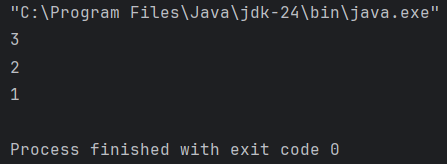 "C:\Program Files\Java\jdk-24\bin\java.exe"
3
2
1
Process finished with exit code 0